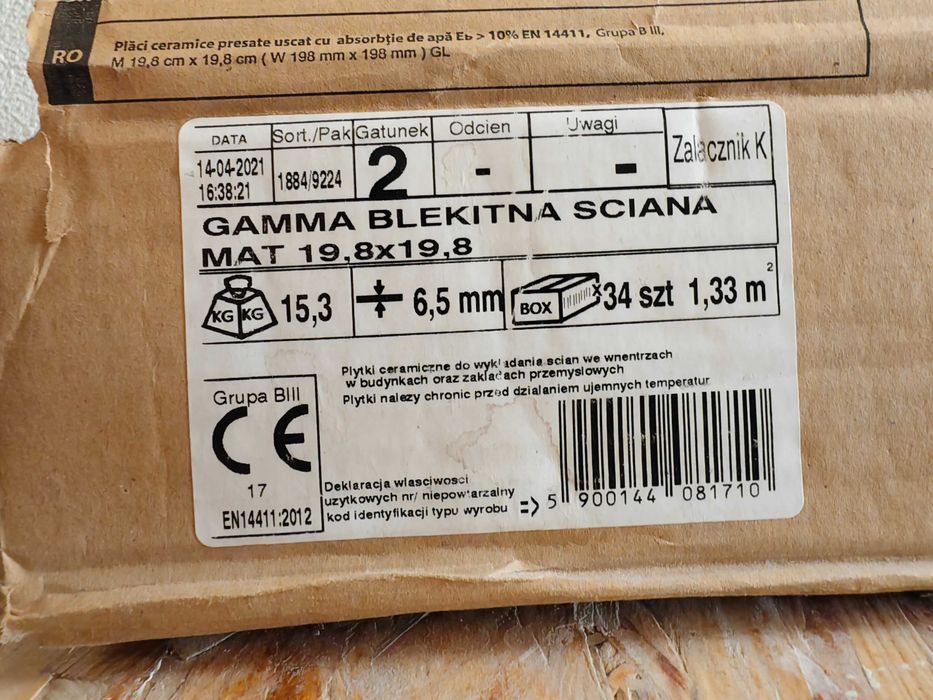 RO
Plăci ceramice presate uscat cu absorbție de apă Eb > 10% EN 14411, Grupa B III,
M 19,8 cm x 19,8 cm ( W 198 mm x 198 mm ) GL
DATA Sort./Pak Gatunek Odcien Uwagi Zalacznik K
14-04-2021 1884/9224 2 - -
16:38:21
GAMMA BLEKITNA SCIANA
MAT 19,8x19,8
KG KG 15,3 6,5 mm BOX x34 szt 1,33 m²
Plytki ceramiczne do wykladania scian we wnentrzach
w budynkach oraz zakladach przemyslowych
Plytki nalezy chronic przed dzialaniem ujemnych temperatur
Grupa BIII
CE
17
EN14411:2012
Deklaracja wlasciwosci
uzytkowych nr/ niepowtarzalny
kod identyfikacji typu wyrobu => 5 900144 081710